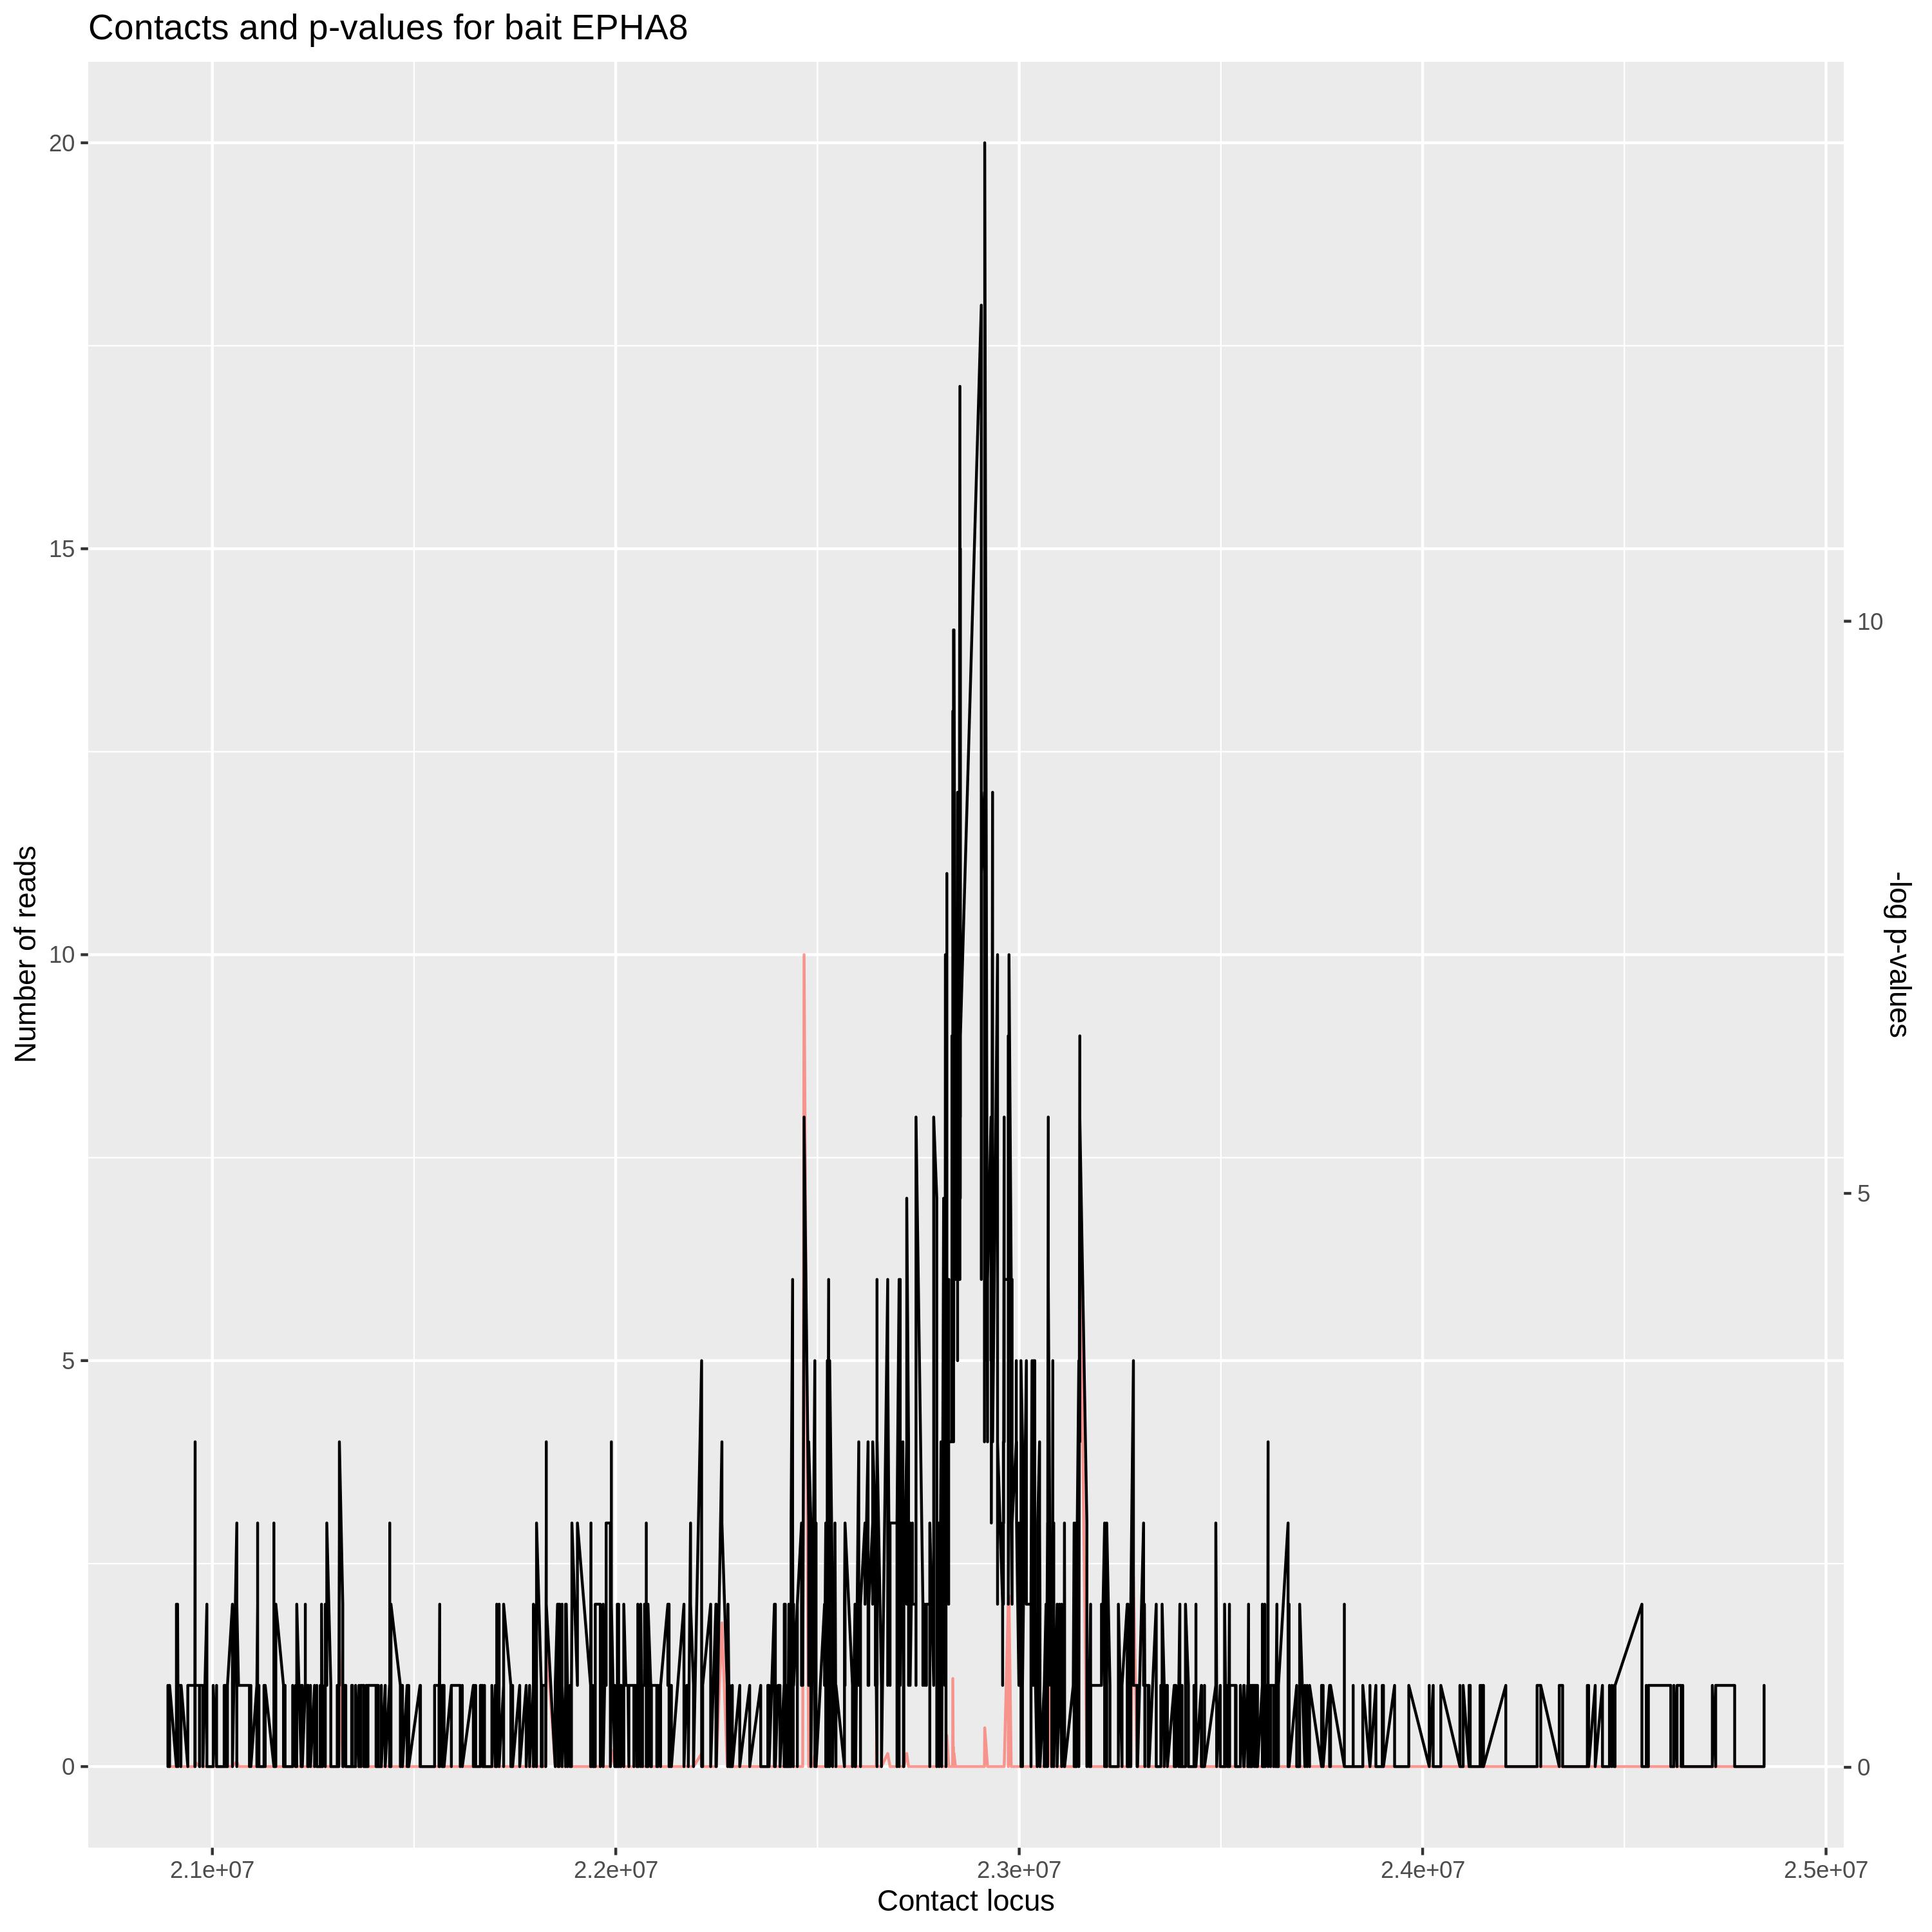 Contacts and p-values for bait EPHA8
20
15
10
5
0
Number of reads
10
5
0
-log p-values
2.1e+07 2.2e+07 2.3e+07 2.4e+07 2.5e+07
Contact locus